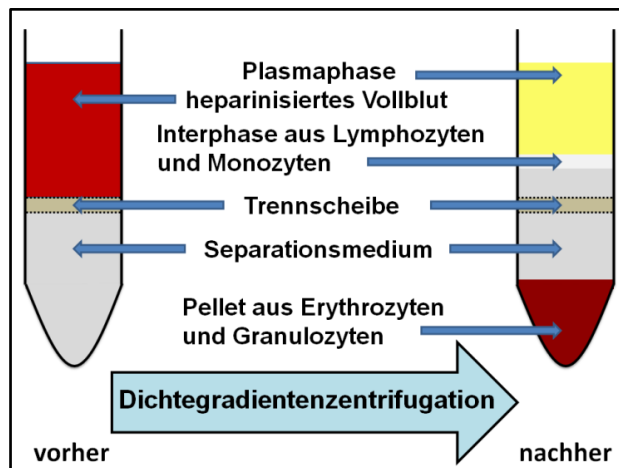 Plasmaphase
heparinisiertes Vollblut
Interphase aus Lymphozyten
und Monozyten
Trennscheibe
Separationsmedium
Pellet aus Erythrozyten
und Granulozyten
Dichtegradientenzentrifugation
vorher
nachher